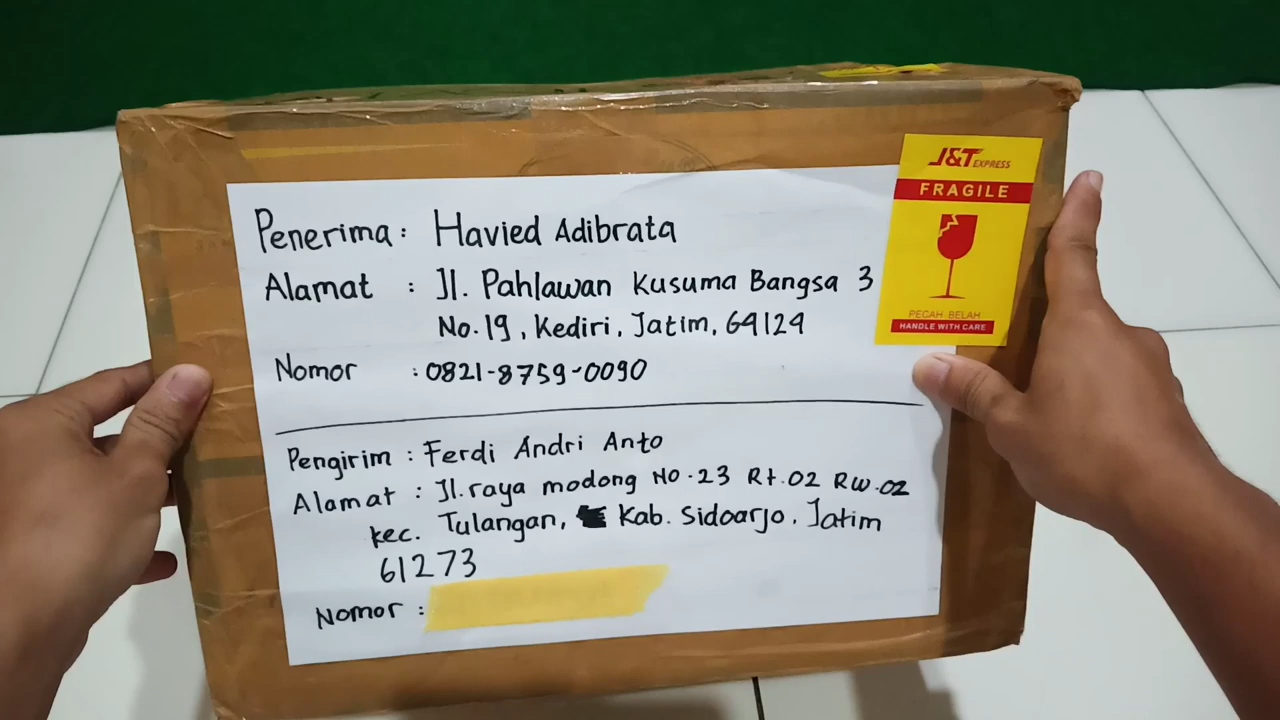 J&T EXPRESS
FRAGILE
PECAH BELAH
HANDLE WITH CARE
Penerima : Havied Adibrata
Alamat : Jl. Pahlawan Kusuma Bangsa 3
No. 19, Kediri, Jatim, 64124
Nomor : 0821-8759-0090
Pengirim : Ferdi Andri Anto
Alamat : Jl. raya modong No. 23 Rt. 02 Rw. 02
kec. Tulangan, Kab. Sidoarjo, Jatim
61273
Nomor :